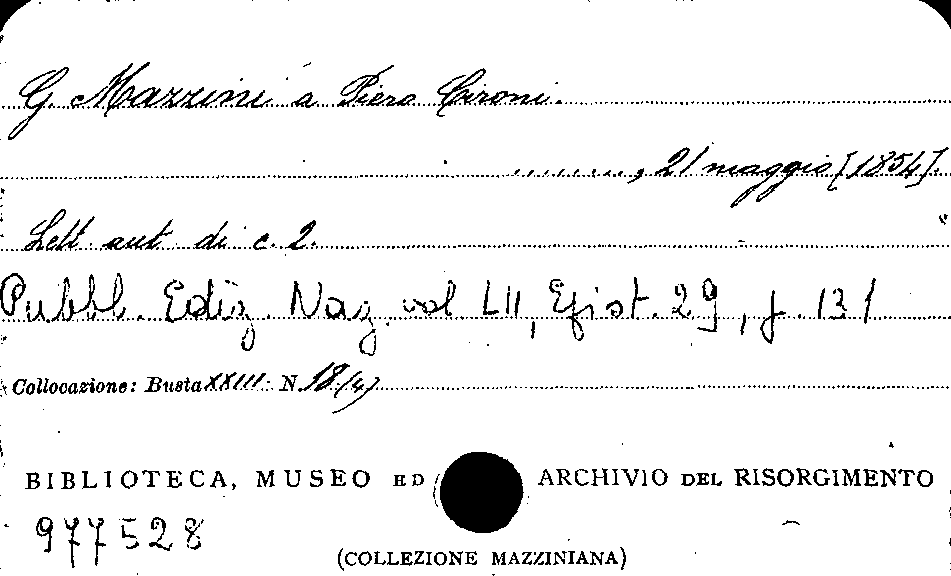 G. Mazzini a Piero Cironi.
........., 21 maggio [1854].
Lett. aut. di c. 2.
Pubbl. Ediz. Naz. vol LII, Epist. 29, p. 131
Collocazione: Busta XXIII N. 18/4)
BIBLIOTECA, MUSEO ED ARCHIVIO DEL RISORGIMENTO
977528
(COLLEZIONE MAZZINIANA)